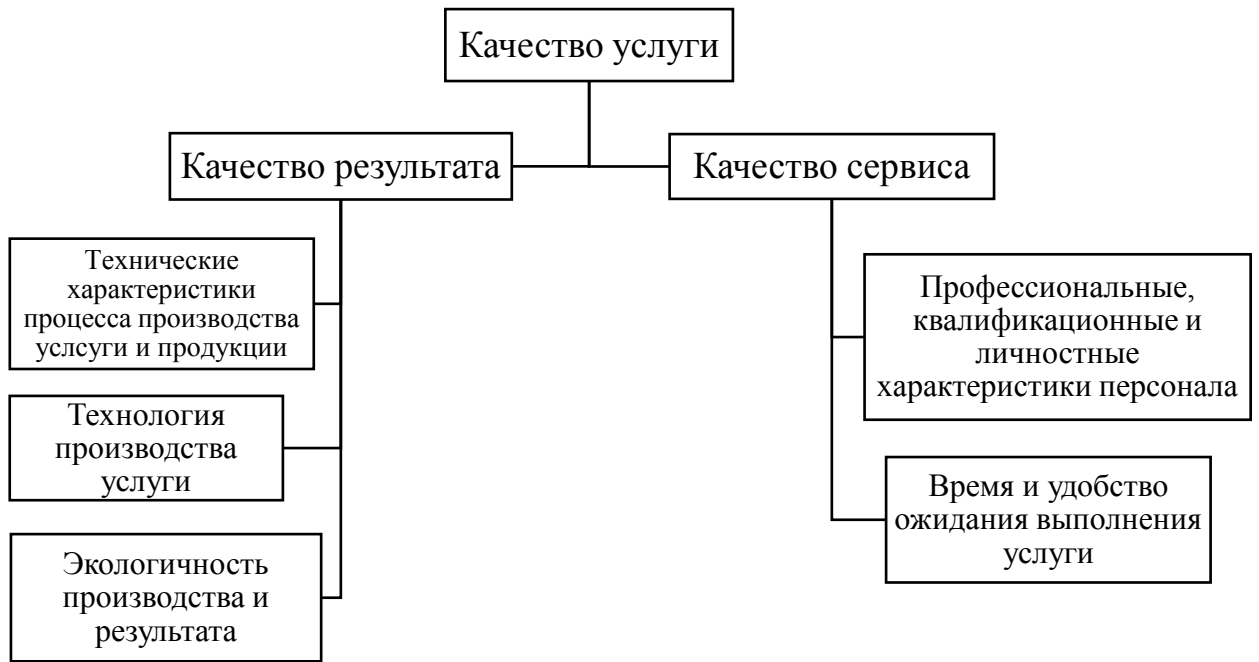 Качество услуги
Качество результата
Качество сервиса
Технические
характеристики
процесса производства
услсуги и продукции
Технология
производства
услуги
Экологичность
производства и
результата
Профессиональные,
квалификационные и
личностные
характеристики персонала
Время и удобство
ожидания выполнения
услуги